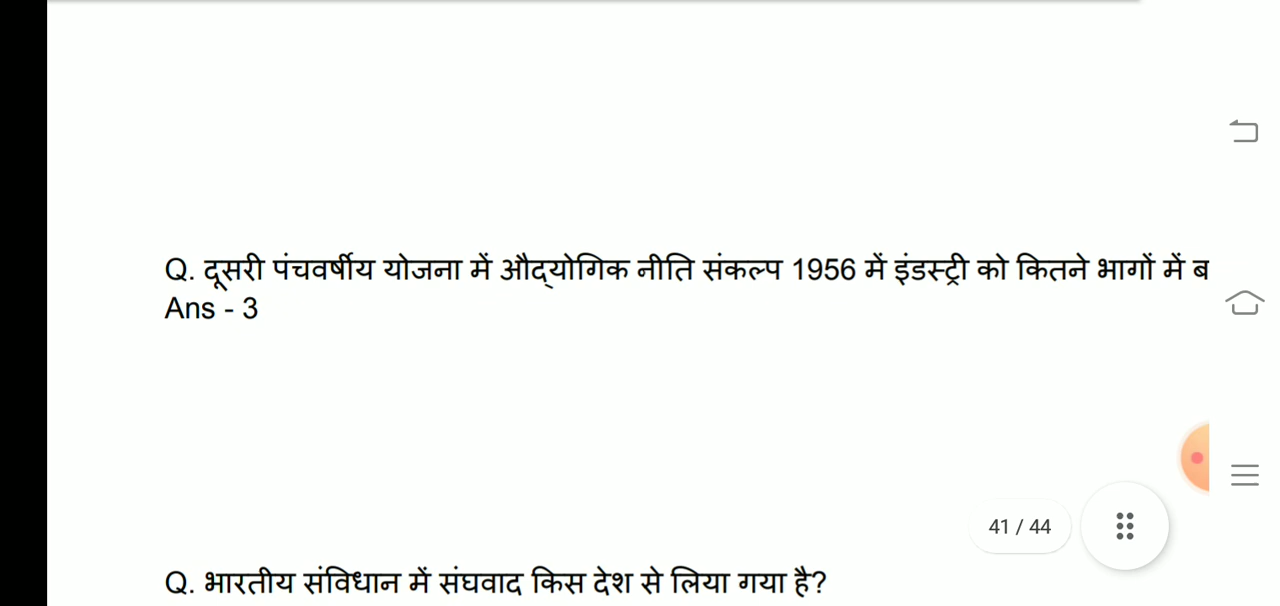 Q. दूसरी पंचवर्षीय योजना में औद्योगिक नीति संकल्प 1956 में इंडस्ट्री को कितने भागों में ब
Ans - 3
41 / 44
Q. भारतीय संविधान में संघवाद किस देश से लिया गया है?